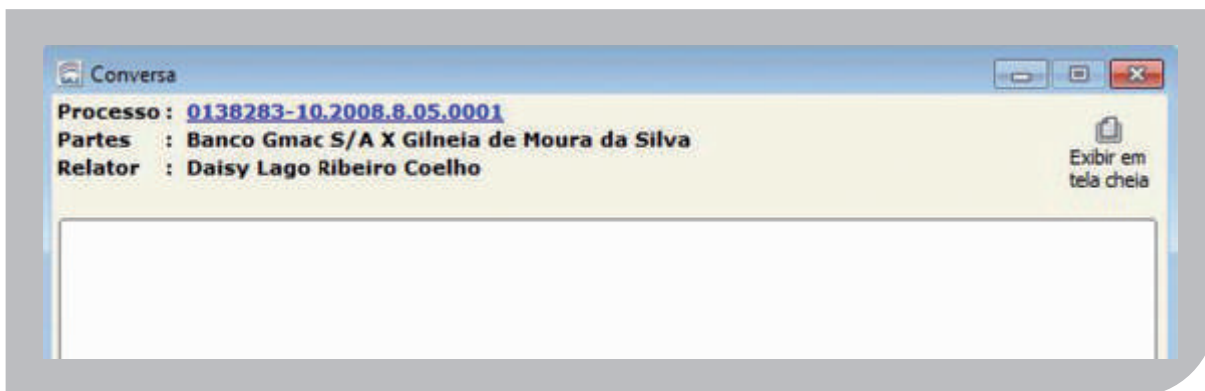 Conversa
Processo : 0138283-10.2008.8.05.0001
Partes : Banco Gmac S/A X Gilneia de Moura da Silva
Relator : Daisy Lago Ribeiro Coelho
Exibir em
tela cheia